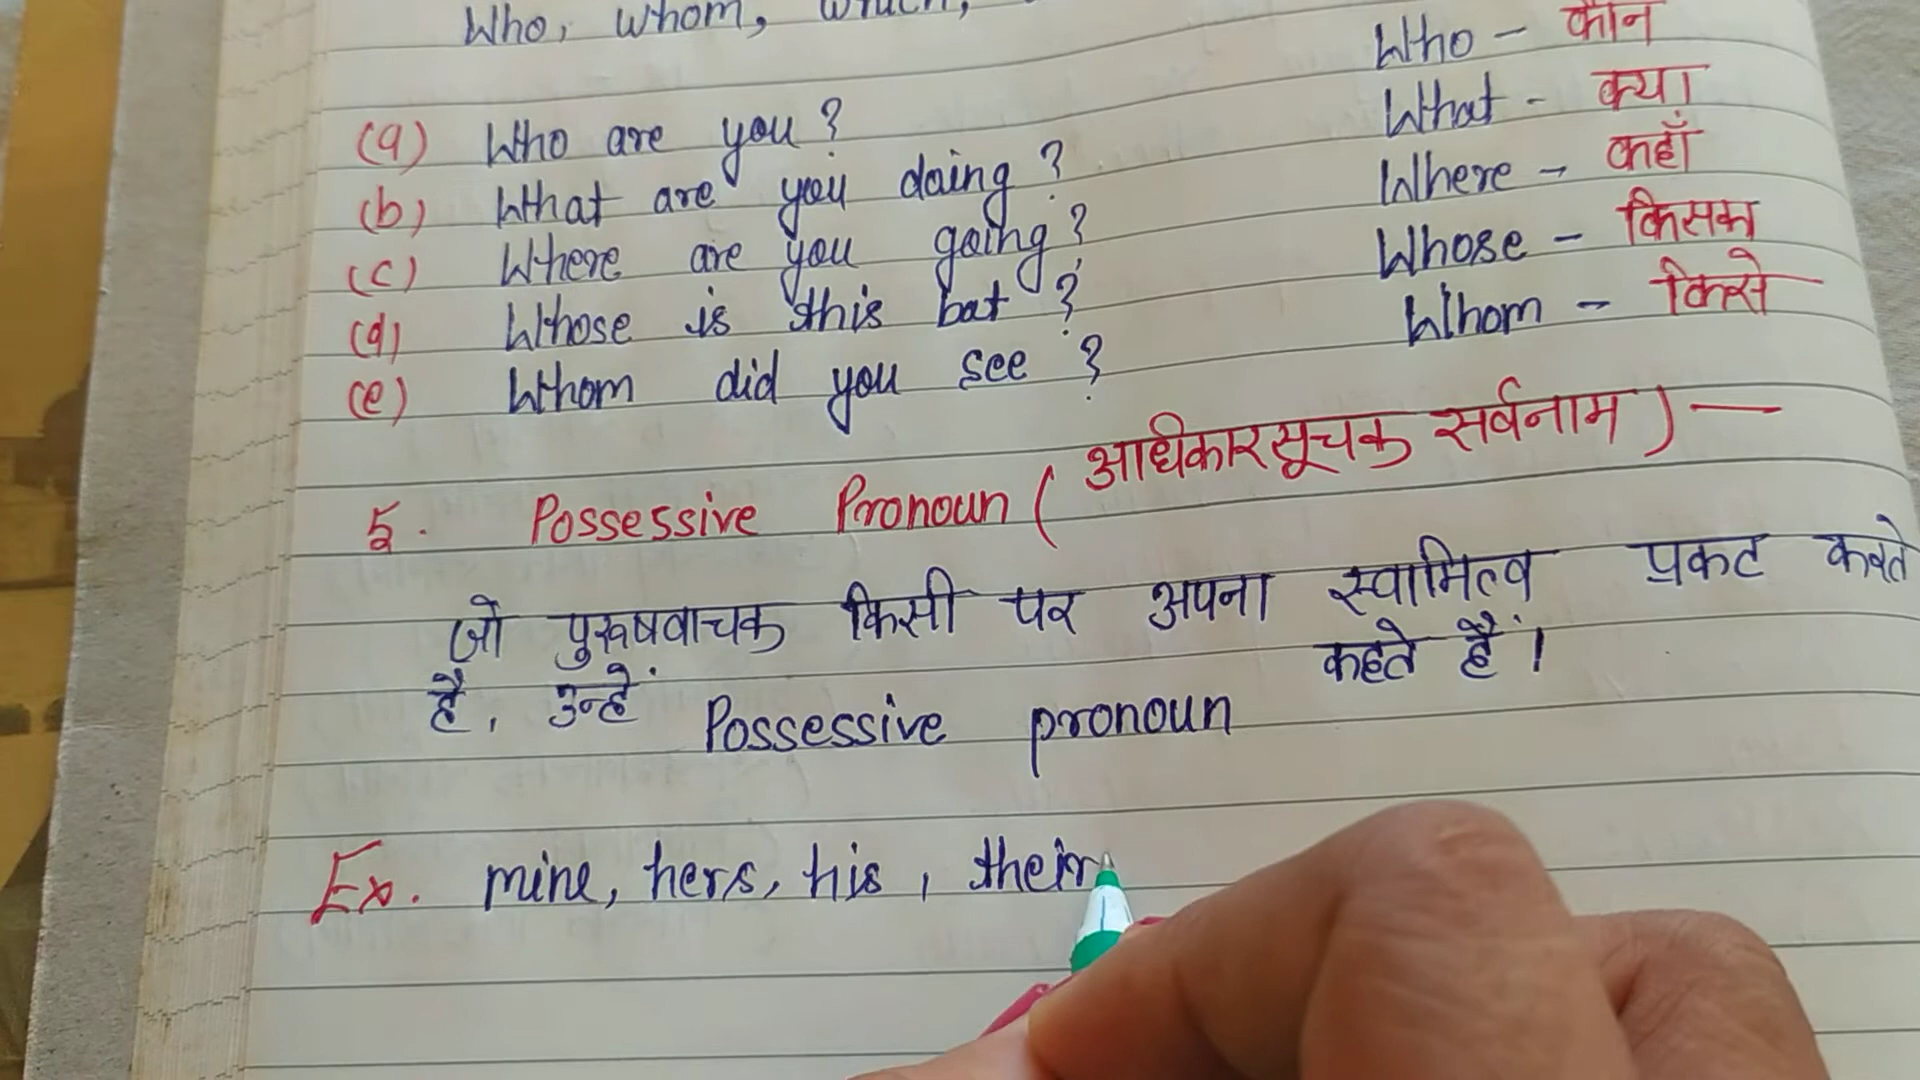 Who, whom, which,
Who - कौन
What - क्या
Where - कहाँ
Whose - किसका
Whom - किसे
(a) Who are you?
(b) What are you doing?
(c) Where are you going?
(d) Whose is this bat?
(e) Whom did you see?
5. Possessive Pronoun (अधिकारसूचक सर्वनाम) —
जो पुरुषवाचक किसी पर अपना स्वामित्व प्रकट करते
है, उन्हें Possessive pronoun कहते हैं।
Ex. mine, hers, his, their